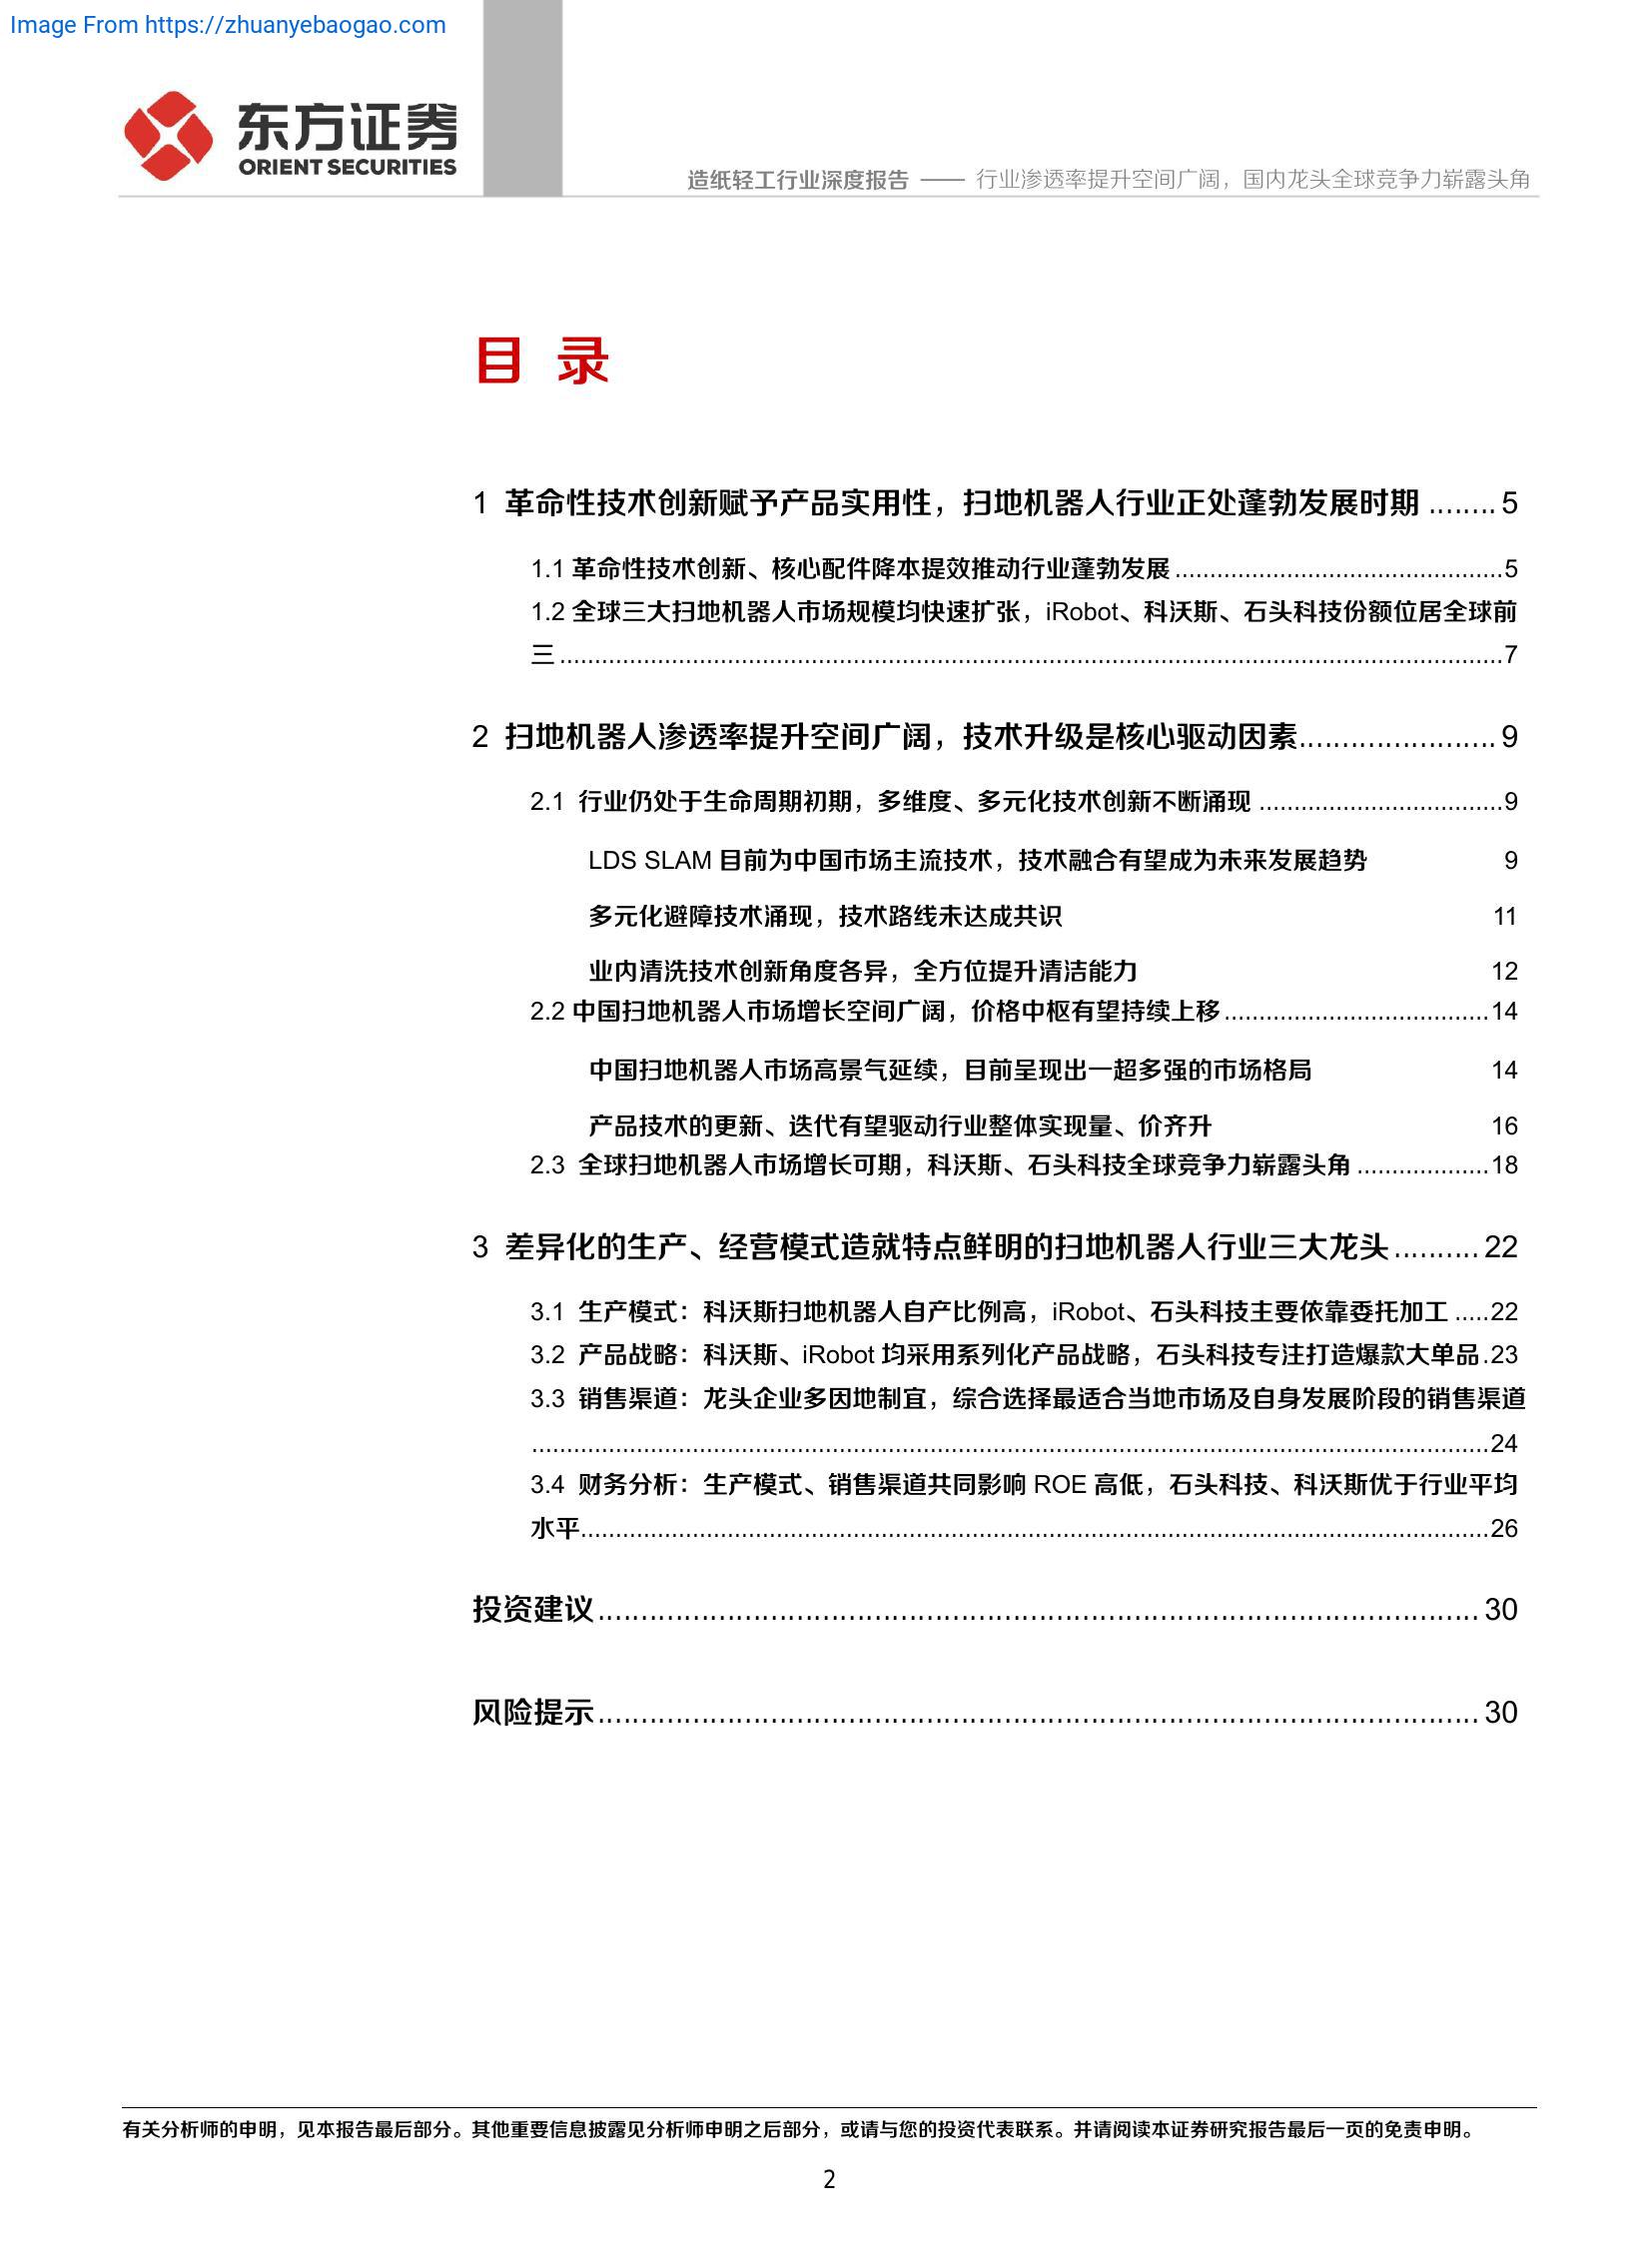 Image From https://zhuanyebaogao.com
东方证券
ORIENT SECURITIES
造纸轻工行业深度报告 —— 行业渗透率提升空间广阔，国内龙头全球竞争力崭露头角
目 录
1 革命性技术创新赋予产品实用性，扫地机器人行业正处蓬勃发展时期 ........ 5
1.1 革命性技术创新、核心配件降本提效推动行业蓬勃发展 ...............................................5
1.2 全球三大扫地机器人市场规模均快速扩张，iRobot、科沃斯、石头科技份额位居全球前
三 .......................................................................................................................................7
2 扫地机器人渗透率提升空间广阔，技术升级是核心驱动因素....................... 9
2.1 行业仍处于生命周期初期，多维度、多元化技术创新不断涌现 ...................................9
LDS SLAM 目前为中国市场主流技术，技术融合有望成为未来发展趋势 9
多元化避障技术涌现，技术路线未达成共识 11
业内清洗技术创新角度各异，全方位提升清洁能力 12
2.2 中国扫地机器人市场增长空间广阔，价格中枢有望持续上移......................................14
中国扫地机器人市场高景气延续，目前呈现出一超多强的市场格局 14
产品技术的更新、迭代有望驱动行业整体实现量、价齐升 16
2.3 全球扫地机器人市场增长可期，科沃斯、石头科技全球竞争力崭露头角 ...................18
3 差异化的生产、经营模式造就特点鲜明的扫地机器人行业三大龙头.......... 22
3.1 生产模式：科沃斯扫地机器人自产比例高，iRobot、石头科技主要依靠委托加工 .....22
3.2 产品战略：科沃斯、iRobot 均采用系列化产品战略，石头科技专注打造爆款大单品.23
3.3 销售渠道：龙头企业多因地制宜，综合选择最适合当地市场及自身发展阶段的销售渠道
.........................................................................................................................................24
3.4 财务分析：生产模式、销售渠道共同影响 ROE 高低，石头科技、科沃斯优于行业平均
水平..................................................................................................................................26
投资建议...................................................................................................... 30
风险提示...................................................................................................... 30
有关分析师的申明，见本报告最后部分。其他重要信息披露见分析师申明之后部分，或请与您的投资代表联系。并请阅读本证券研究报告最后一页的免责申明。
2